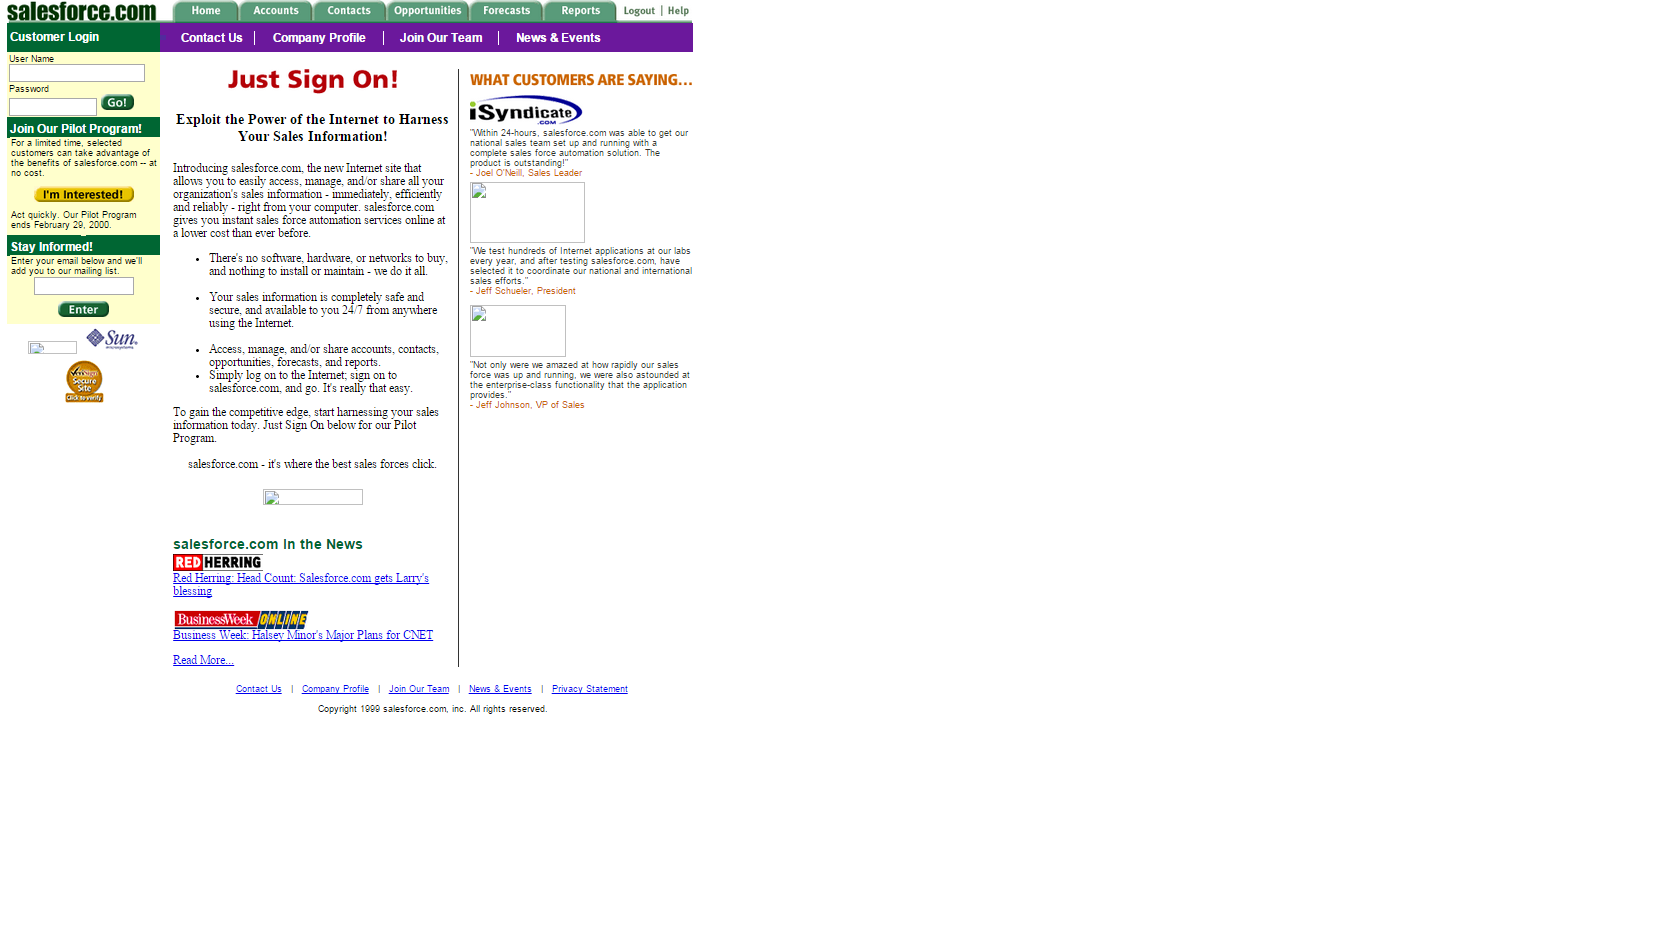 salesforce.com
Home
Accounts
Contacts
Opportunities
Forecasts
Reports
Logout | Help
Customer Login
Contact Us
Company Profile
Join Our Team
News & Events
User Name
Password
Go!
Join Our Pilot Program!
For a limited time, selected
customers can take advantage of
the benefits of salesforce.com -- at
no cost.
I'm Interested!
Act quickly. Our Pilot Program
ends February 29, 2000.
Stay Informed!
Enter your email below and we'll
add you to our mailing list.
Enter
Sun
microsystems
VeriSign
Secure
Site
Click to verify
Just Sign On!
Exploit the Power of the Internet to Harness
Your Sales Information!
Introducing salesforce.com, the new Internet site that
allows you to easily access, manage, and/or share all your
organization's sales information - immediately, efficiently
and reliably - right from your computer. salesforce.com
gives you instant sales force automation services online at
a lower cost than ever before.
• There's no software, hardware, or networks to buy,
and nothing to install or maintain - we do it all.
• Your sales information is completely safe and
secure, and available to you 24/7 from anywhere
using the Internet.
• Access, manage, and/or share accounts, contacts,
opportunities, forecasts, and reports.
• Simply log on to the Internet; sign on to
salesforce.com, and go. It's really that easy.
To gain the competitive edge, start harnessing your sales
information today. Just Sign On below for our Pilot
Program.
salesforce.com - it's where the best sales forces click.
salesforce.com in the News
RED HERRING
Red Herring: Head Count: Salesforce.com gets Larry's
blessing
BusinessWeek ONLINE
Business Week: Halsey Minor's Major Plans for CNET
Read More...
WHAT CUSTOMERS ARE SAYING...
iSyndicate
.COM
"Within 24-hours, salesforce.com was able to get our
national sales team set up and running with a
complete sales force automation solution. The
product is outstanding!"
- Joel O'Neill, Sales Leader
"We test hundreds of Internet applications at our labs
every year, and after testing salesforce.com, have
selected it to coordinate our national and international
sales efforts."
- Jeff Schueler, President
"Not only were we amazed at how rapidly our sales
force was up and running, we were also astounded at
the enterprise-class functionality that the application
provides."
- Jeff Johnson, VP of Sales
Contact Us | Company Profile | Join Our Team | News & Events | Privacy Statement
Copyright 1999 salesforce.com, inc. All rights reserved.